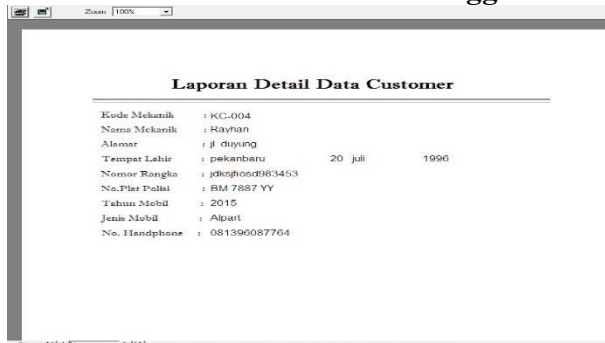 gg
Zoom 100%
Laporan Detail Data Customer
Kode Mekanik : KC-004
Nama Mekanik : Rayhan
Alamat : jl duyung
Tempat Lahir : pekanbaru 20 juli 1996
Nomor Rangka : jdksjfiosd983453
No.Plat Polisi : BM 7887 YY
Tahun Mobil : 2015
Jenis Mobil : Alpart
No. Handphone : 081396087764